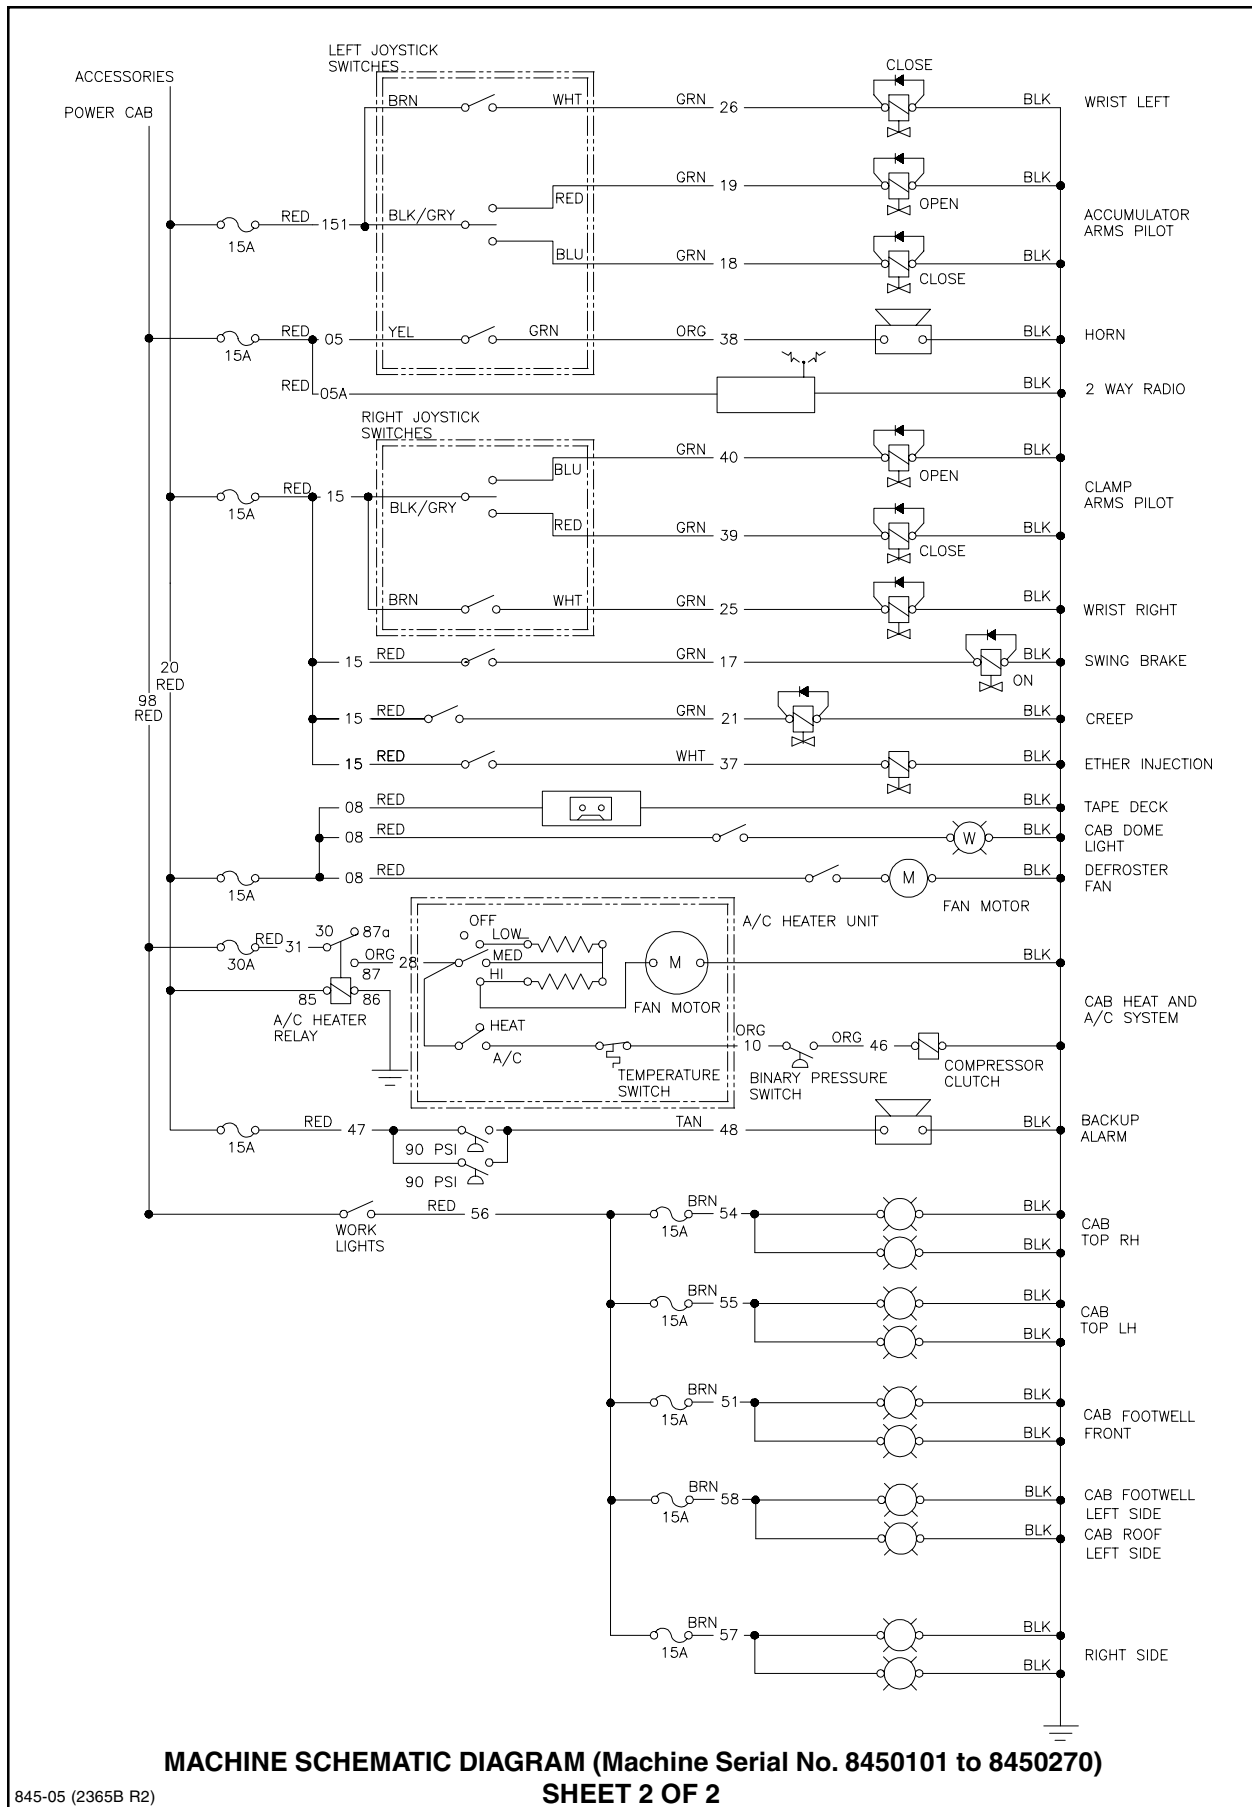 LEFT JOYSTICK
SWITCHES
ACCESSORIES
POWER CAB
CLOSE
BRN WHT GRN 26 BLK WRIST LEFT
GRN 19 BLK
RED
OPEN
RED 151 BLK/GRY
15A
ACCUMULATOR
ARMS PILOT
BLU GRN 18 BLK
CLOSE
RED 05 YEL GRN ORG 38 BLK HORN
15A
RED 05A BLK 2 WAY RADIO
RIGHT JOYSTICK
SWITCHES
GRN 40 BLK
BLU
OPEN
RED 15 BLK/GRY
15A
CLAMP
ARMS PILOT
RED GRN 39 BLK
CLOSE
BRN WHT GRN 25 BLK WRIST RIGHT
15 RED GRN 17 BLK SWING BRAKE
ON
20
RED
98
RED
15 RED GRN 21 BLK CREEP
15 RED WHT 37 BLK ETHER INJECTION
08 RED BLK TAPE DECK
08 RED W BLK CAB DOME
LIGHT
08 RED M BLK DEFROSTER
FAN
15A
FAN MOTOR
A/C HEATER UNIT
OFF
LOW
30 87a
RED 31
30A
ORG 28 MED M BLK
87
HI
85 86
FAN MOTOR
A/C HEATER
RELAY
CAB HEAT AND
A/C SYSTEM
HEAT
A/C
ORG
10 ORG 46
TEMPERATURE
SWITCH
BINARY PRESSURE
SWITCH
COMPRESSOR
CLUTCH
RED 47 TAN 48 BLK BACKUP
ALARM
15A
90 PSI
90 PSI
RED 56
WORK
LIGHTS
BRN 54 BLK
15A
BLK
CAB
TOP RH
BRN 55 BLK
15A
BLK
CAB
TOP LH
BRN 51 BLK
15A
BLK
CAB FOOTWELL
FRONT
BRN 58 BLK CAB FOOTWELL
LEFT SIDE
15A
BLK CAB ROOF
LEFT SIDE
BRN 57 BLK
15A
BLK
RIGHT SIDE
MACHINE SCHEMATIC DIAGRAM (Machine Serial No. 8450101 to 8450270)
SHEET 2 OF 2
845-05 (2365B R2)